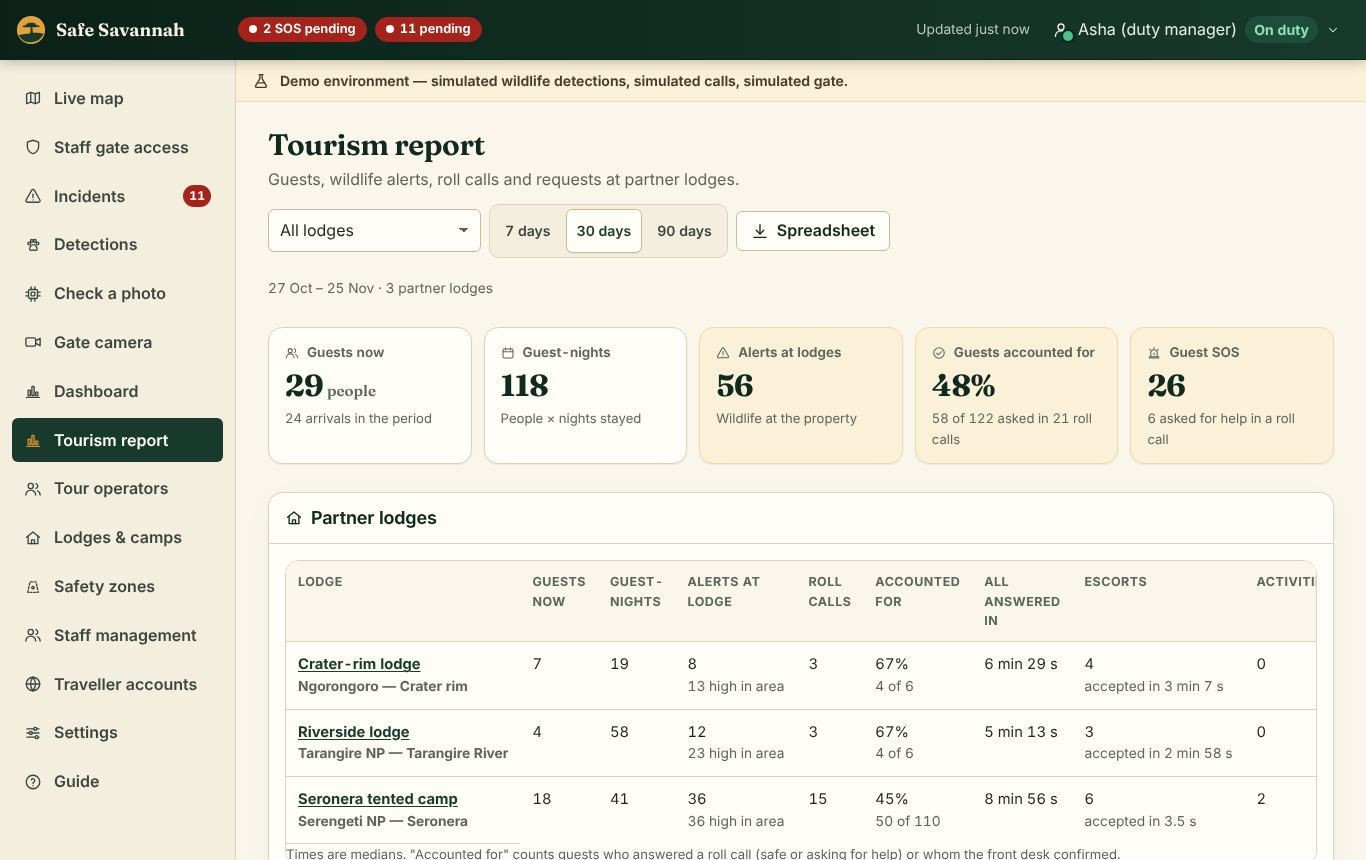 Safe Savannah
2 SOS pending
11 pending
Updated just now
Asha (duty manager)
On duty
Live map
Staff gate access
Incidents
11
Detections
Check a photo
Gate camera
Dashboard
Tourism report
Tour operators
Lodges & camps
Safety zones
Staff management
Traveller accounts
Settings
Guide
Demo environment — simulated wildlife detections, simulated calls, simulated gate.
Tourism report
Guests, wildlife alerts, roll calls and requests at partner lodges.
All lodges
7 days
30 days
90 days
Spreadsheet
27 Oct – 25 Nov · 3 partner lodges
Guests now
29 people
24 arrivals in the period
Guest-nights
118
People × nights stayed
Alerts at lodges
56
Wildlife at the property
Guests accounted for
48%
58 of 122 asked in 21 roll
calls
Guest SOS
26
6 asked for help in a roll
call
Partner lodges
LODGE
GUESTS
NOW
GUEST-
NIGHTS
ALERTS AT
LODGE
ROLL
CALLS
ACCOUNTED
FOR
ALL
ANSWERED
IN
ESCORTS
ACTIVITI
Crater-rim lodge 7 19 8 3 67% 6 min 29 s 4 0
Ngorongoro — Crater rim 13 high in area 4 of 6 accepted in 3 min 7 s
Riverside lodge 4 58 12 3 67% 5 min 13 s 3 0
Tarangire NP — Tarangire River 23 high in area 4 of 6 accepted in 2 min 58 s
Seronera tented camp 18 41 36 15 45% 8 min 56 s 6 2
Serengeti NP — Seronera 36 high in area 50 of 110 accepted in 3.5 s
Times are medians. "Accounted for" counts guests who answered a roll call (safe or asking for help) or whom the front desk confirmed.